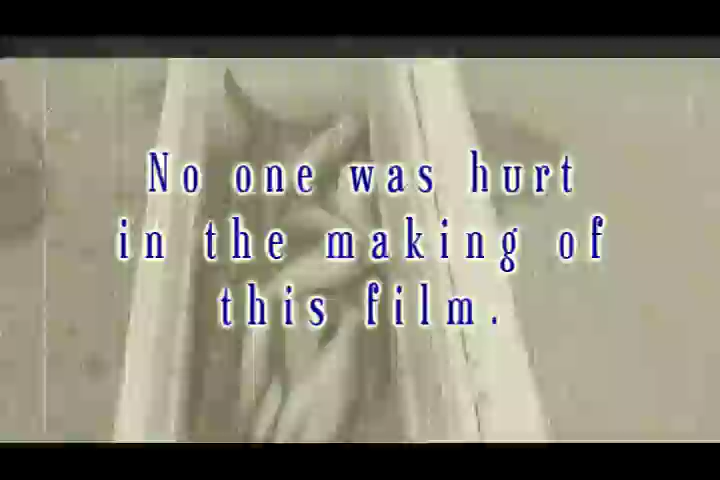 No one was hurt
in the making of
this film.